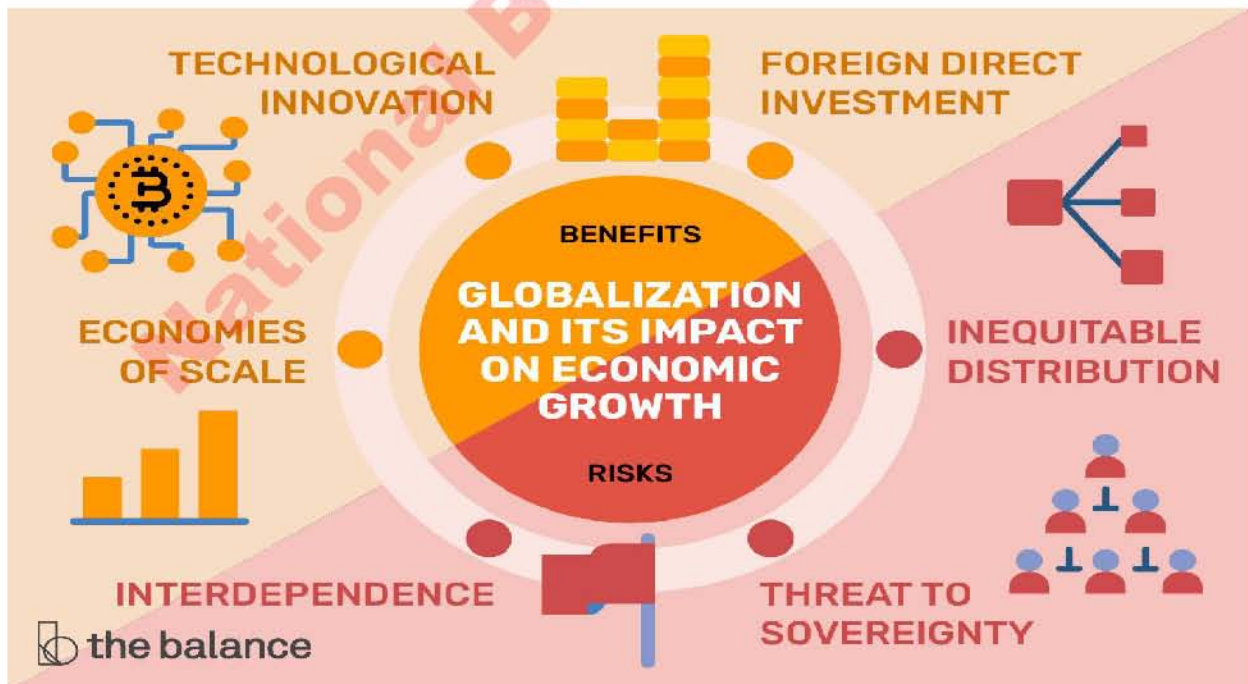 TECHNOLOGICAL
INNOVATION
FOREIGN DIRECT
INVESTMENT
BENEFITS
GLOBALIZATION
AND ITS IMPACT
ON ECONOMIC
GROWTH
RISKS
ECONOMIES
OF SCALE
INEQUITABLE
DISTRIBUTION
INTERDEPENDENCE
THREAT TO
SOVEREIGNTY
the balance
National B